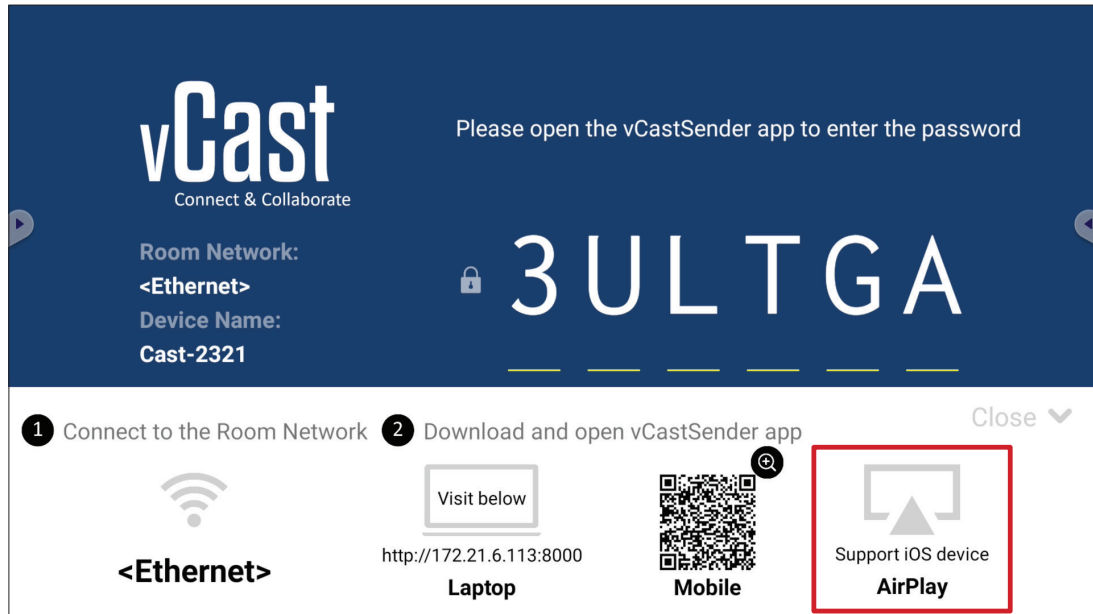 vCast
Connect & Collaborate
Please open the vCastSender app to enter the password
Room Network:
<Ethernet>
Device Name:
Cast-2321
3ULTGA
1 Connect to the Room Network
2 Download and open vCastSender app
Close
<Ethernet>
Visit below
http://172.21.6.113:8000
Laptop
Mobile
Support iOS device
AirPlay